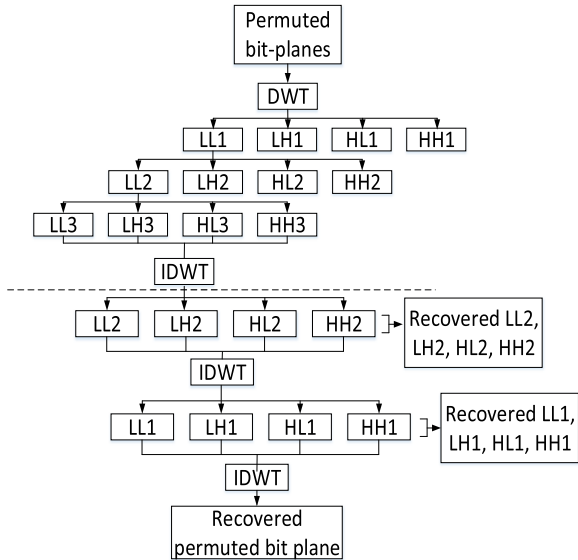 Permuted
bit-planes
DWT
LL1 LH1 HL1 HH1
LL2 LH2 HL2 HH2
LL3 LH3 HL3 HH3
IDWT
LL2 LH2 HL2 HH2
Recovered LL2,
LH2, HL2, HH2
IDWT
LL1 LH1 HL1 HH1
Recovered LL1,
LH1, HL1, HH1
IDWT
Recovered
permuted bit plane